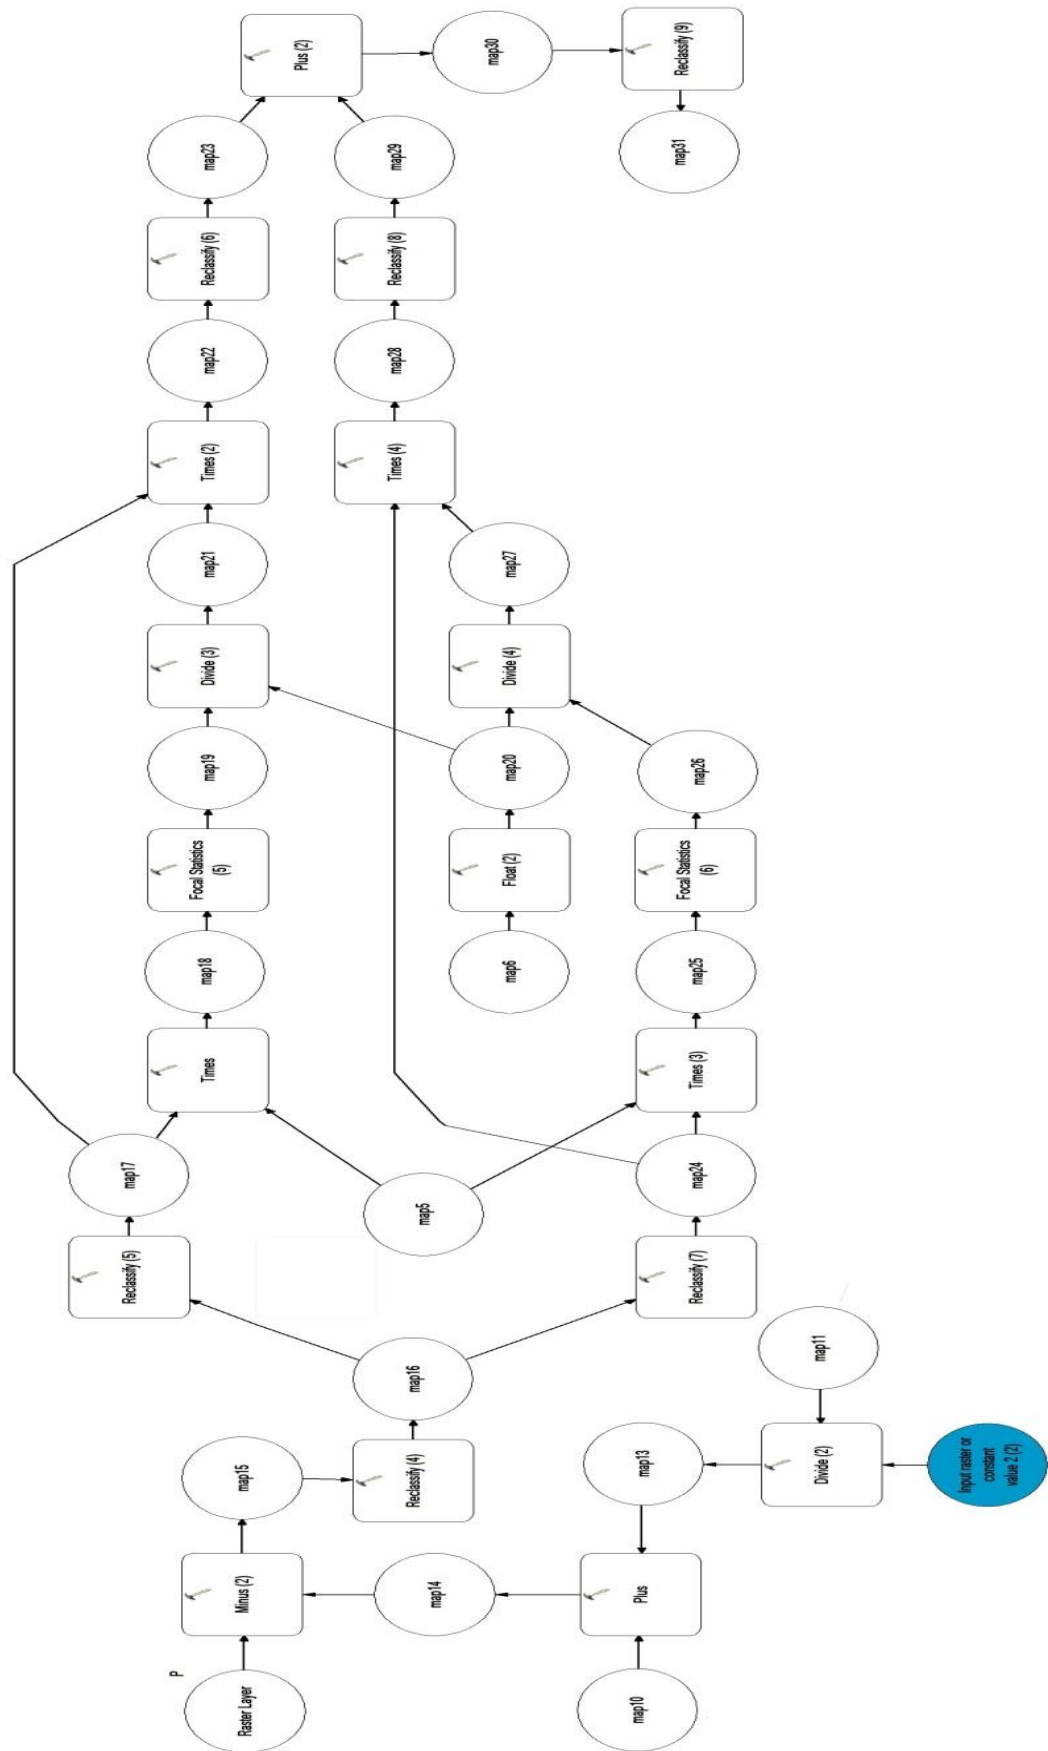 Reclassify (5)
map17
P
Times
map18
Focal Statistics
(5)
map19
Divide (3)
map21
Times (2)
map22
Reclassify (6)
map23
Raster Layer
Minus (2)
map15
Plus (2)
Times (4)
map28
Reclassify (8)
map29
Reclassify (4)
map16
map5
map14
map30
map6
Float (2)
map20
Divide (4)
map27
map10
Plus
map13
Reclassify (7)
map24
Times (3)
map25
Focal Statistics
(6)
map26
Reclassify (9)
map31
Divide (2)
map11
Input raster or
constant
value 2 (2)